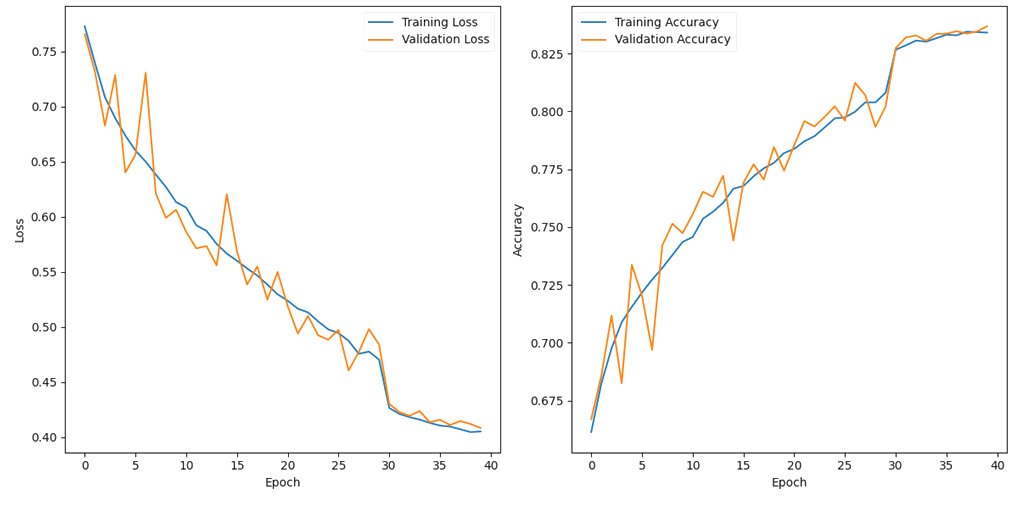 Training Loss
Validation Loss
0.75
0.70
0.65
0.60
0.55
0.50
0.45
0.40
Loss
0 5 10 15 20 25 30 35 40
Epoch
Training Accuracy
Validation Accuracy
0.825
0.800
0.775
0.750
0.725
0.700
0.675
Accuracy
0 5 10 15 20 25 30 35 40
Epoch